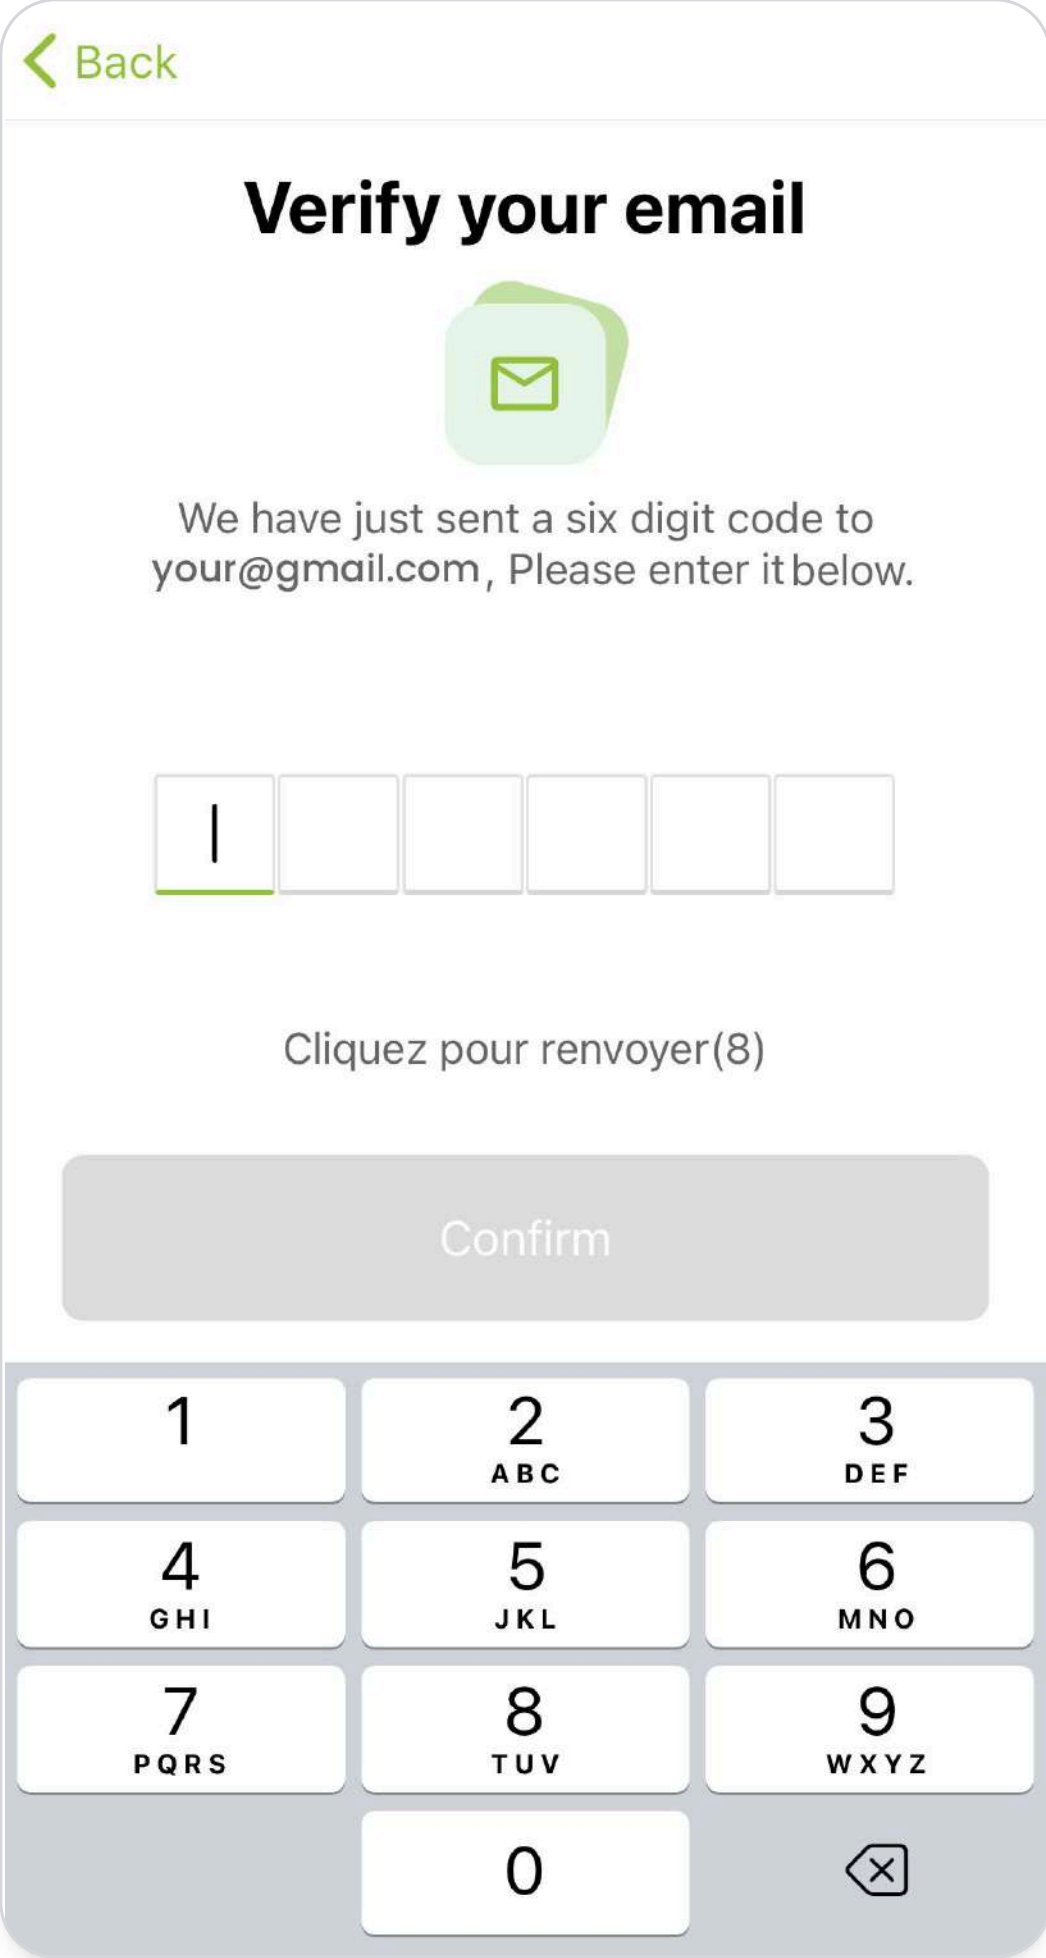 Back
Verify your email
We have just sent a six digit code to
your@gmail.com, Please enter it below.
Cliquez pour renvoyer(8)
Confirm
1
2
3
ABC
DEF
4
5
6
GHI
JKL
MNO
7
8
9
PQRS
TUV
WXYZ
0